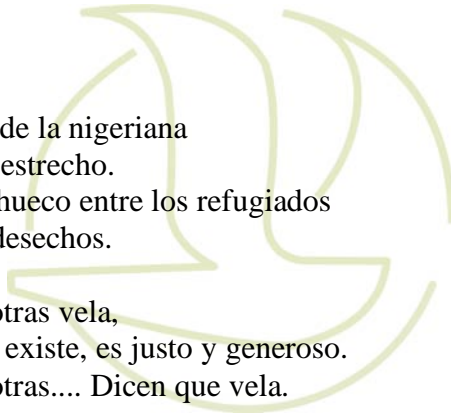 de la nigeriana
estrecho.
hueco entre los refugiados
desechos.
otras vela,
existe, es justo y generoso.
otras.... Dicen que vela.